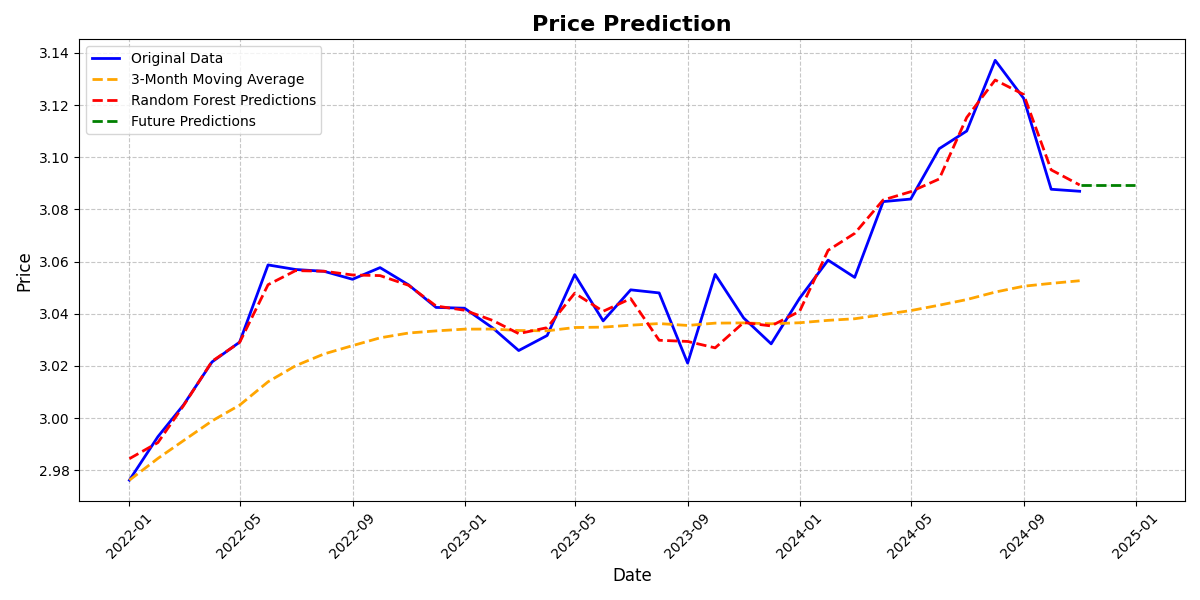 Price Prediction
Original Data
3-Month Moving Average
Random Forest Predictions
Future Predictions
Price
3.14
3.12
3.10
3.08
3.06
3.04
3.02
3.00
2.98
2022-01
2022-05
2022-09
2023-01
2023-05
2023-09
2024-01
2024-05
2024-09
2025-01
Date